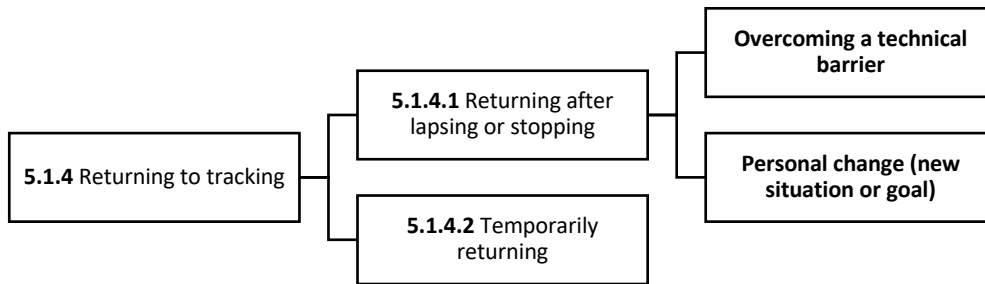 5.1.4 Returning to tracking
5.1.4.1 Returning after
lapsing or stopping
Overcoming a technical
barrier
Personal change (new
situation or goal)
5.1.4.2 Temporarily
returning